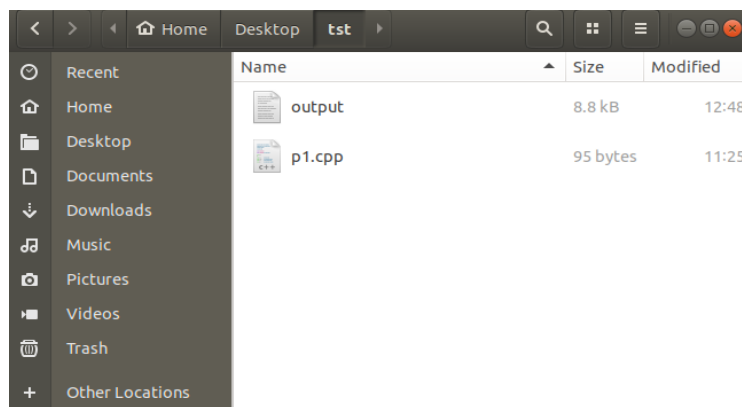 Home Desktop tst
Recent
Home
Desktop
Documents
Downloads
Music
Pictures
Videos
Trash
Other Locations
Name Size Modified
output 8.8 kB 12:48
C++ p1.cpp 95 bytes 11:25